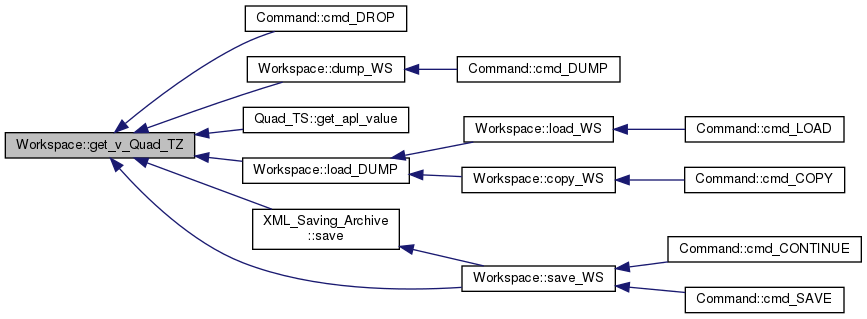 Command::cmd_DROP
Workspace::dump_WS
Command::cmd_DUMP
Quad_TS::get_apl_value
Workspace::load_WS
Command::cmd_LOAD
Workspace::get_v_Quad_TZ
Workspace::load_DUMP
Workspace::copy_WS
Command::cmd_COPY
XML_Saving_Archive
::save
Command::cmd_CONTINUE
Workspace::save_WS
Command::cmd_SAVE